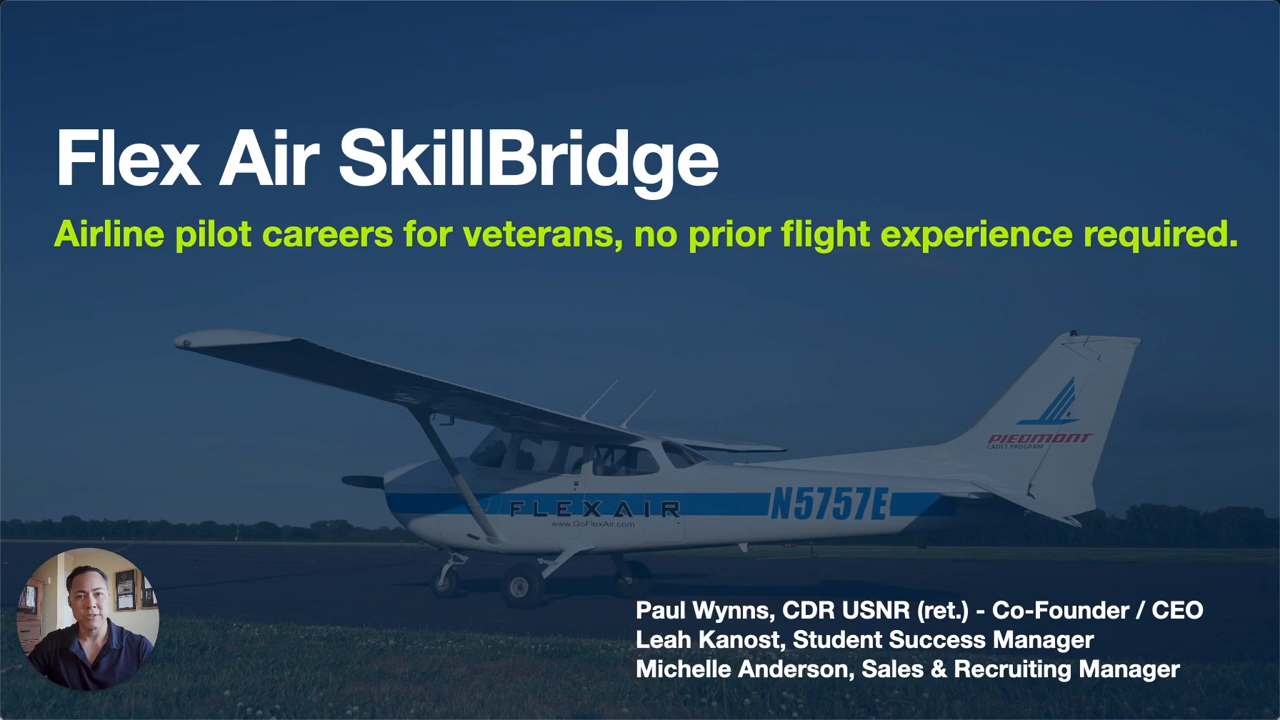 Flex Air SkillBridge
Airline pilot careers for veterans, no prior flight experience required.
PIEDMONT
CADET PROGRAM
FLEXAIR
www.GoFlexAir.com
N5757E
Paul Wynns, CDR USNR (ret.) - Co-Founder / CEO
Leah Kanost, Student Success Manager
Michelle Anderson, Sales & Recruiting Manager